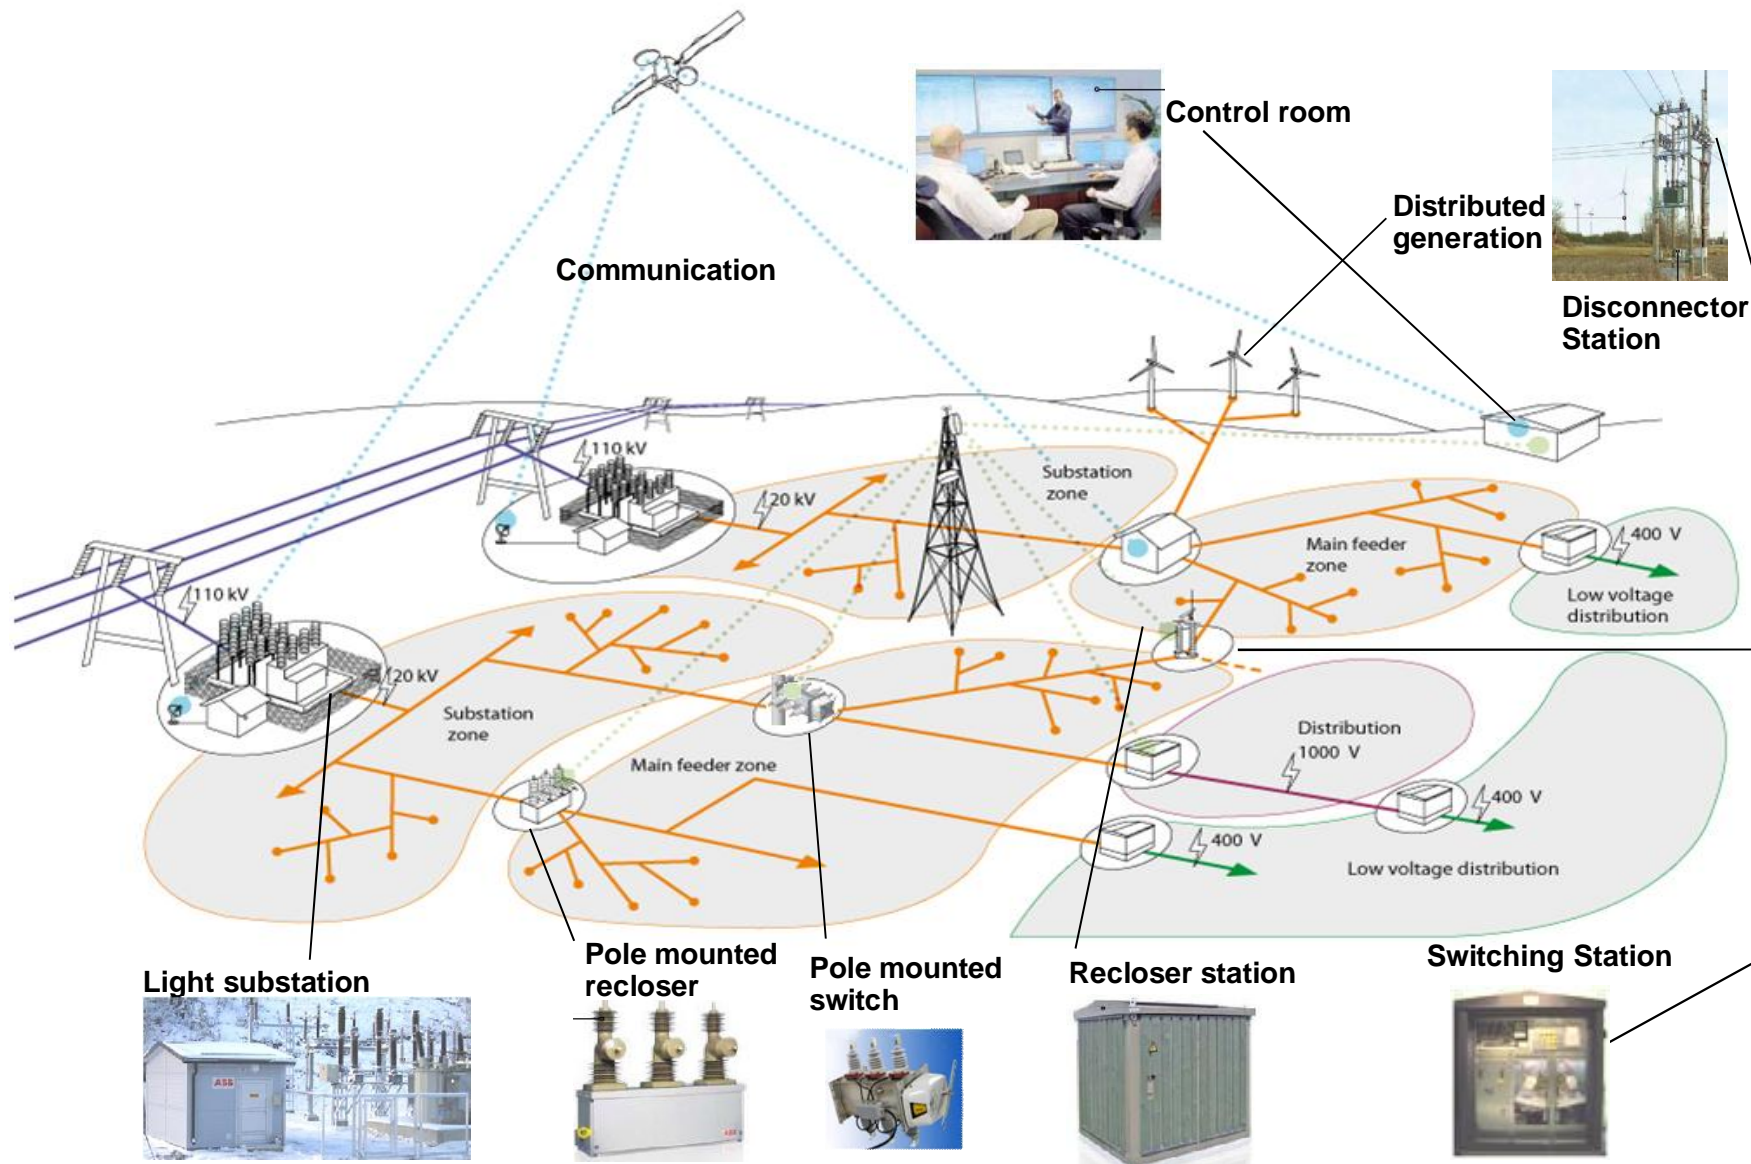 Control room
Distributed
generation
Disconnector
Station
Communication
110 kV
20 kV
Substation
zone
Main feeder
zone
400 V
Low voltage
distribution
110 kV
20 kV
Substation
zone
Main feeder zone
Distribution
1000 V
400 V
400 V
Low voltage distribution
Light substation
Pole mounted
recloser
Pole mounted
switch
Recloser station
Switching Station
ABB
ABB